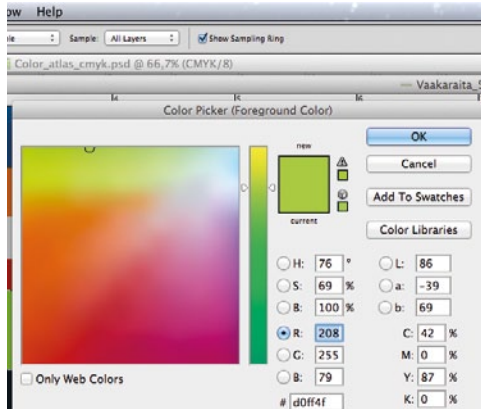 ow Help
Sample: All Layers Show Sampling Ring
Color_atlas_cmyk.psd @ 66,7% (CMYK/8)
Vaakaraita_5
Color Picker (Foreground Color)
new
current
OK
Cancel
Add To Swatches
Color Libraries
H: 76 °
S: 69 %
B: 100 %
R: 208
G: 255
B: 79
# d0ff4f
L: 86
a: -39
b: 69
C: 42 %
M: 0 %
Y: 87 %
K: 0 %
Only Web Colors